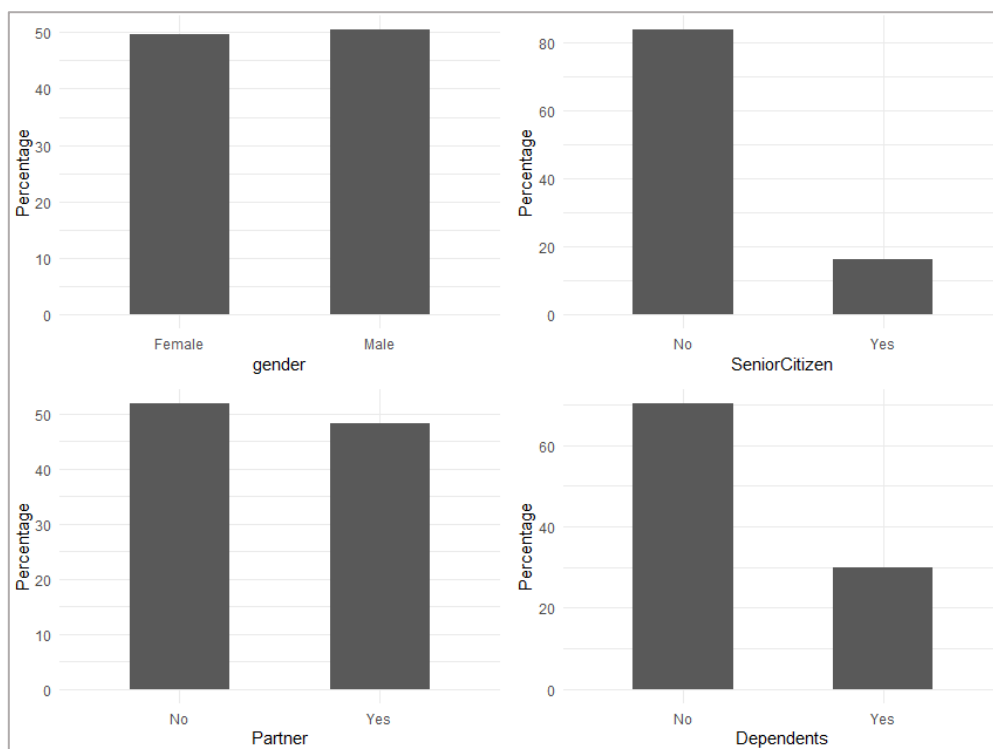 Percentage
50
40
30
20
10
0
Female Male
gender
Percentage
80
60
40
20
0
No Yes
SeniorCitizen
Percentage
50
40
30
20
10
0
No Yes
Partner
Percentage
60
40
20
0
No Yes
Dependents